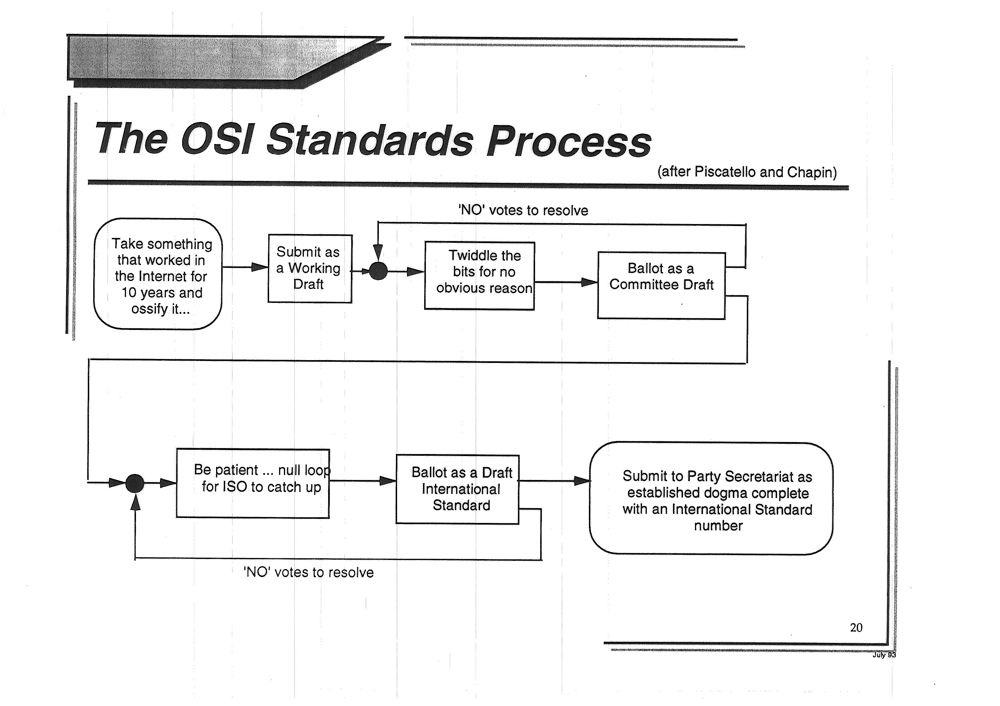 The OSI Standards Process
(after Piscatello and Chapin)
'NO' votes to resolve
Take something
that worked in
the Internet for
10 years and
ossify it...
Submit as
a Working
Draft
Twiddle the
bits for no
obvious reason
Ballot as a
Committee Draft
Be patient ... null loop
for ISO to catch up
Ballot as a Draft
International
Standard
Submit to Party Secretariat as
established dogma complete
with an International Standard
number
'NO' votes to resolve
20
July 93